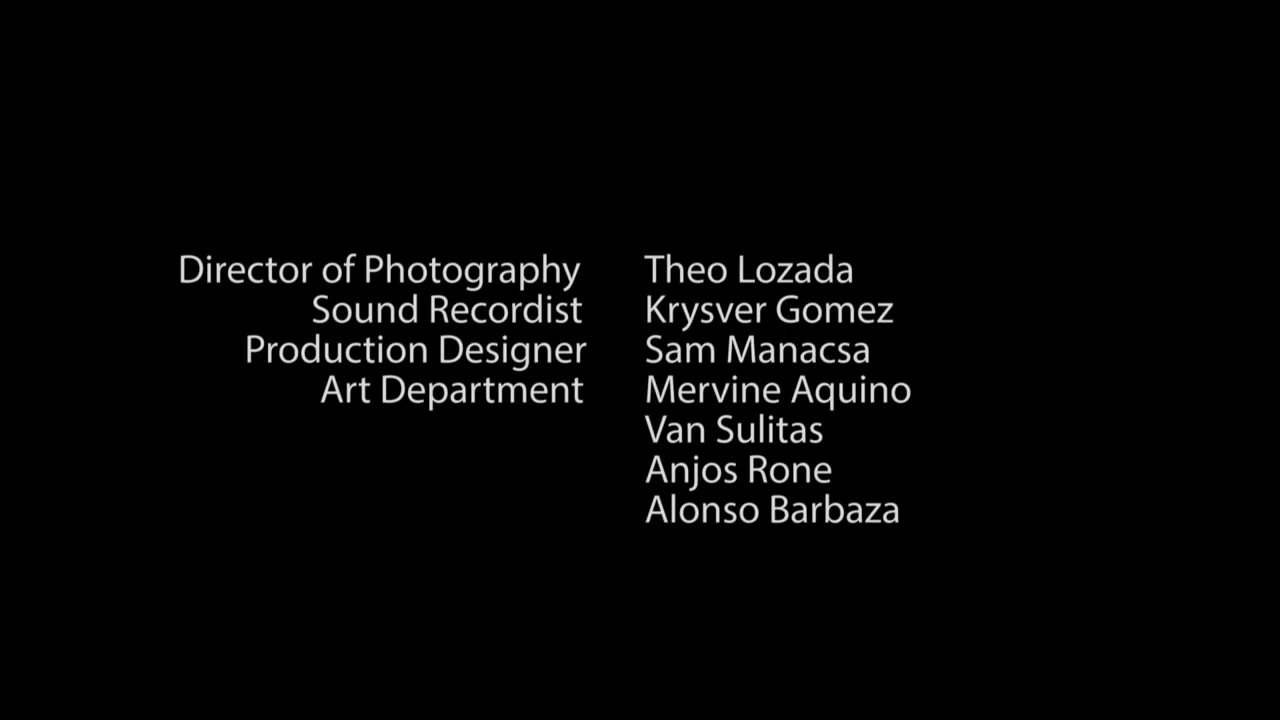 Director of Photography Theo Lozada
Sound Recordist Krysver Gomez
Production Designer Sam Manacsa
Art Department Mervine Aquino
Van Sulitas
Anjos Rone
Alonso Barbaza